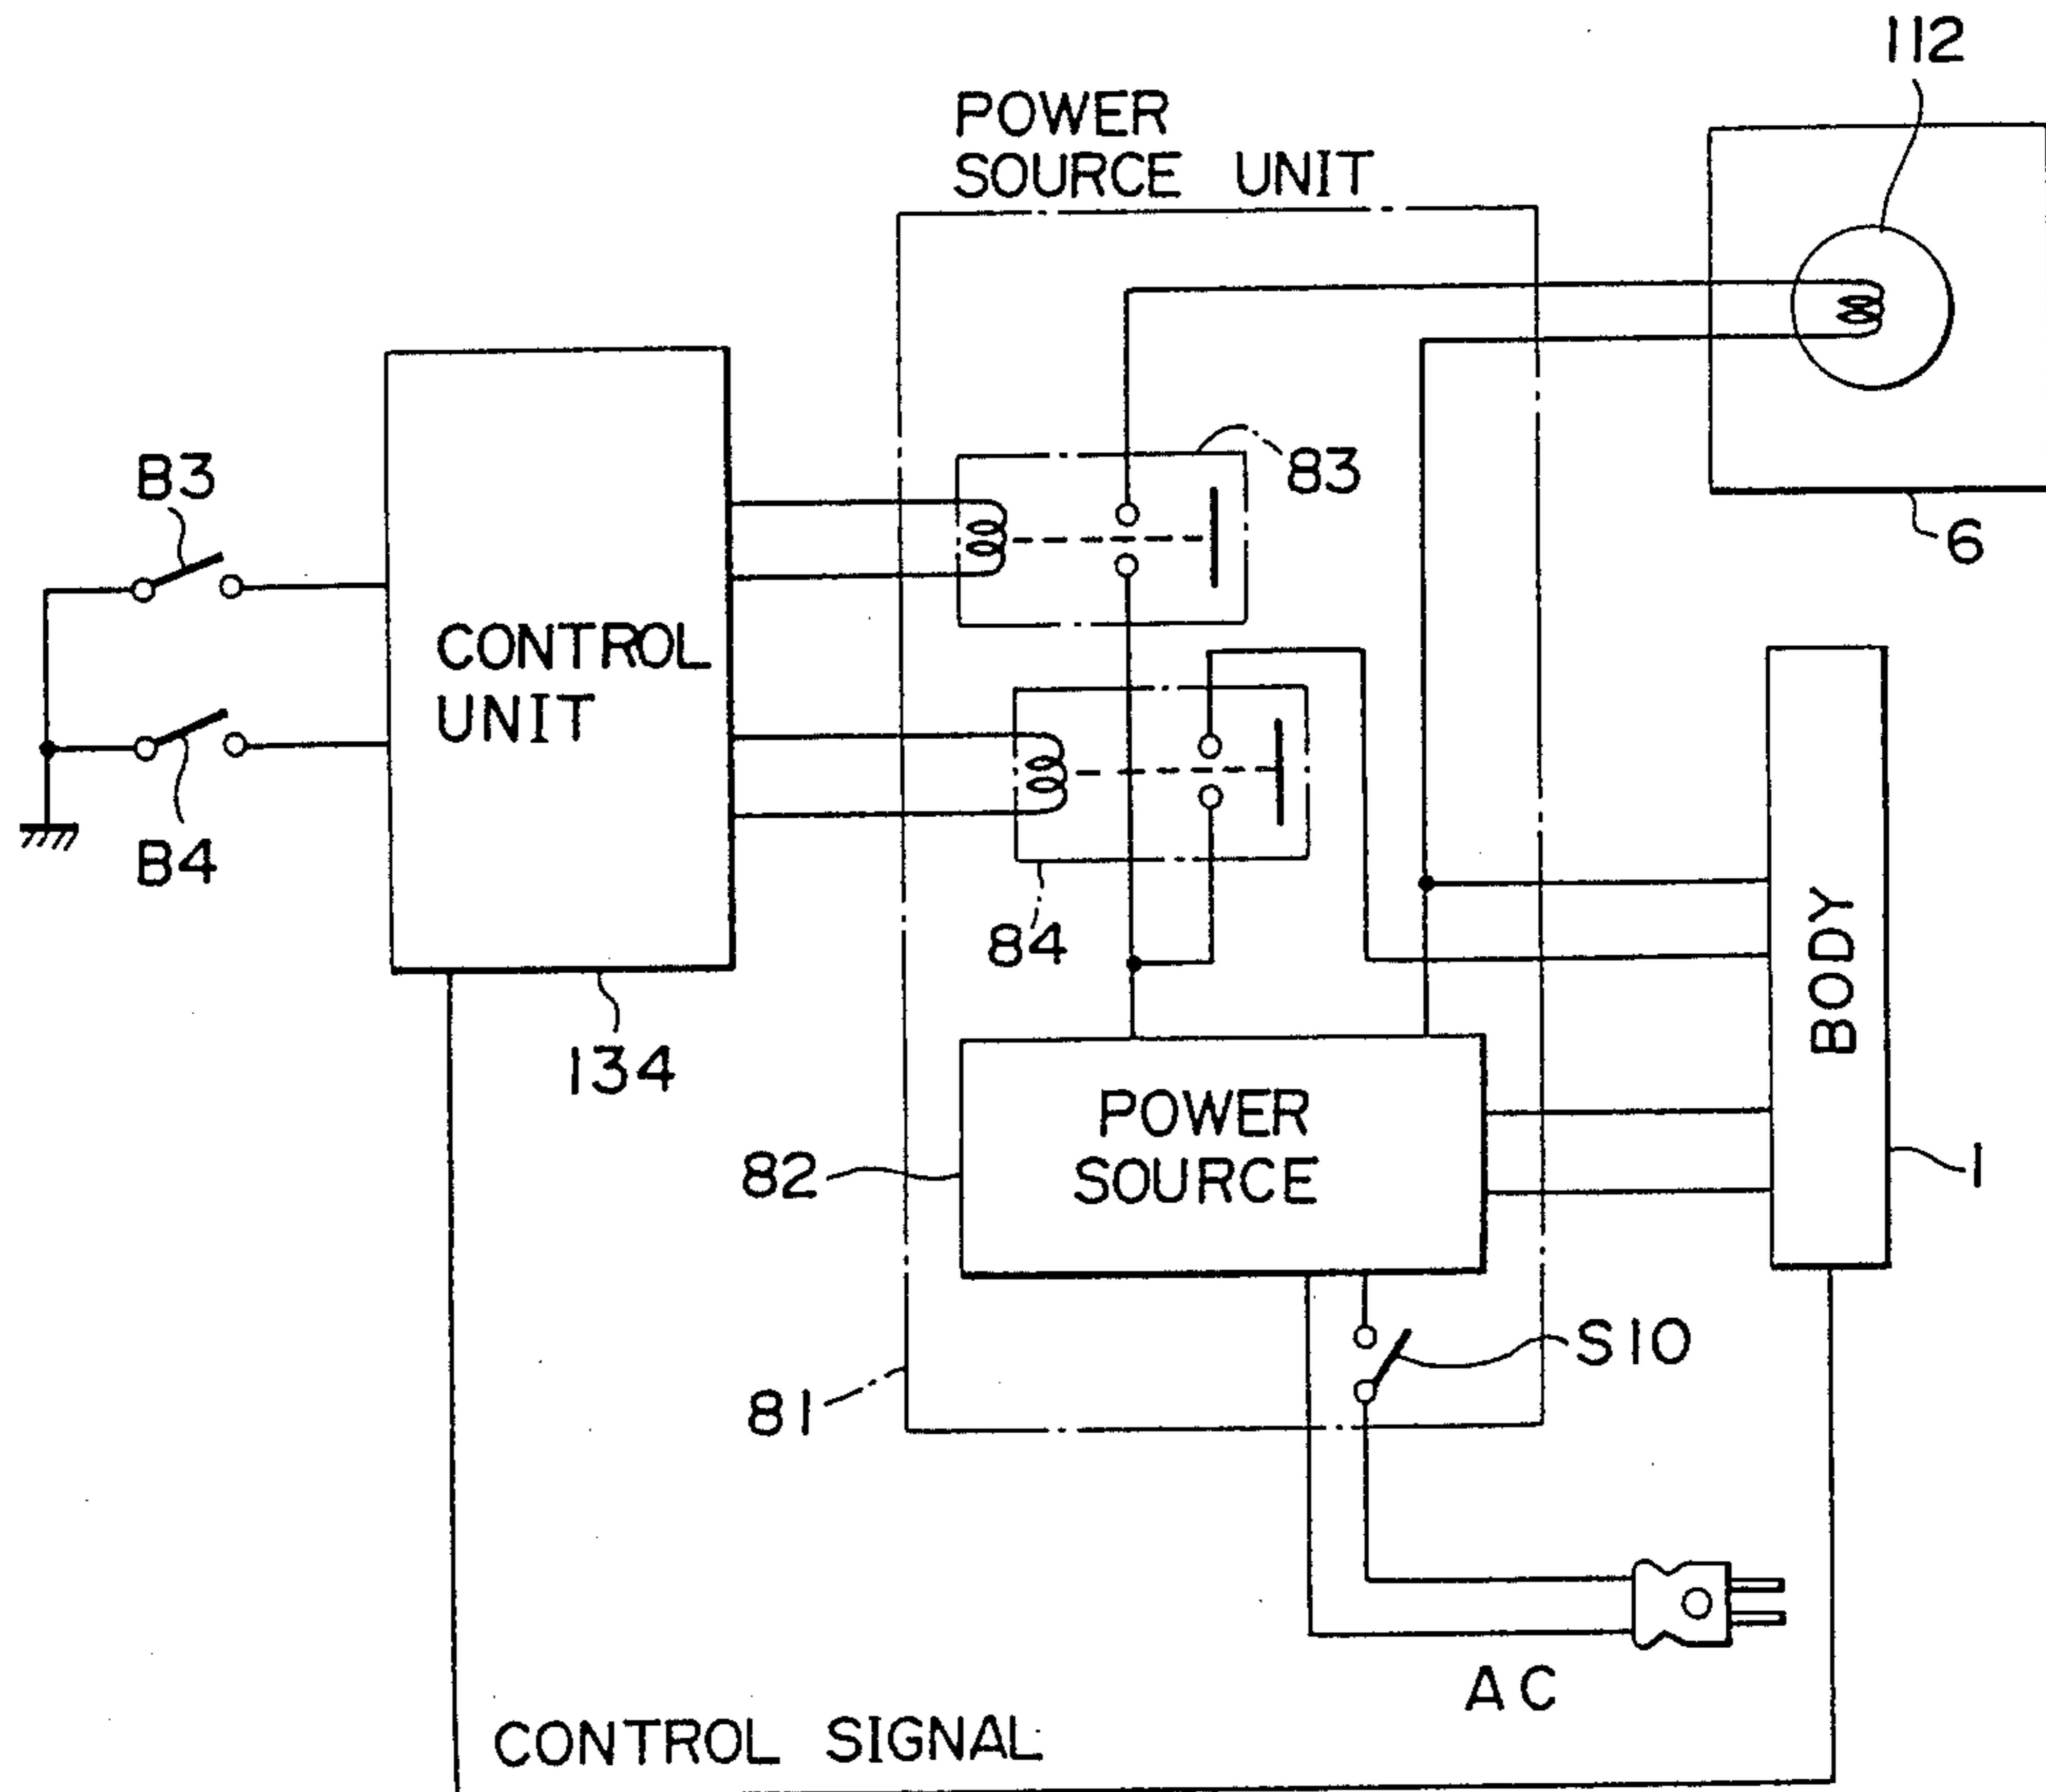 112
POWER
SOURCE UNIT
83
6
B3
CONTROL
UNIT
B4
84
134
BODY
POWER
SOURCE
82
1
S10
81
AC
CONTROL SIGNAL